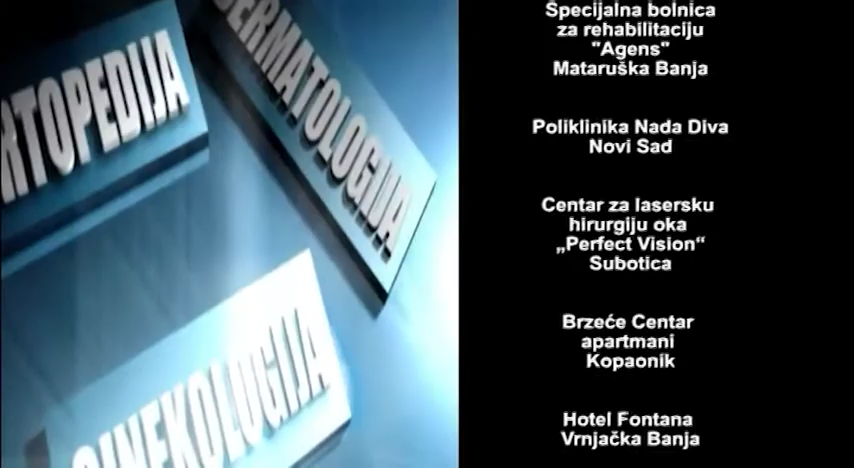 RTOPEDIJA
DERMATOLOGIJA
GINEKOLOGIJA
Specijalna bolnica
za rehabilitaciju
"Agens"
Mataruška Banja
Poliklinika Nada Diva
Novi Sad
Centar za lasersku
hirurgiju oka
„Perfect Vision“
Subotica
Brzeće Centar
apartmani
Kopaonik
Hotel Fontana
Vrnjačka Banja